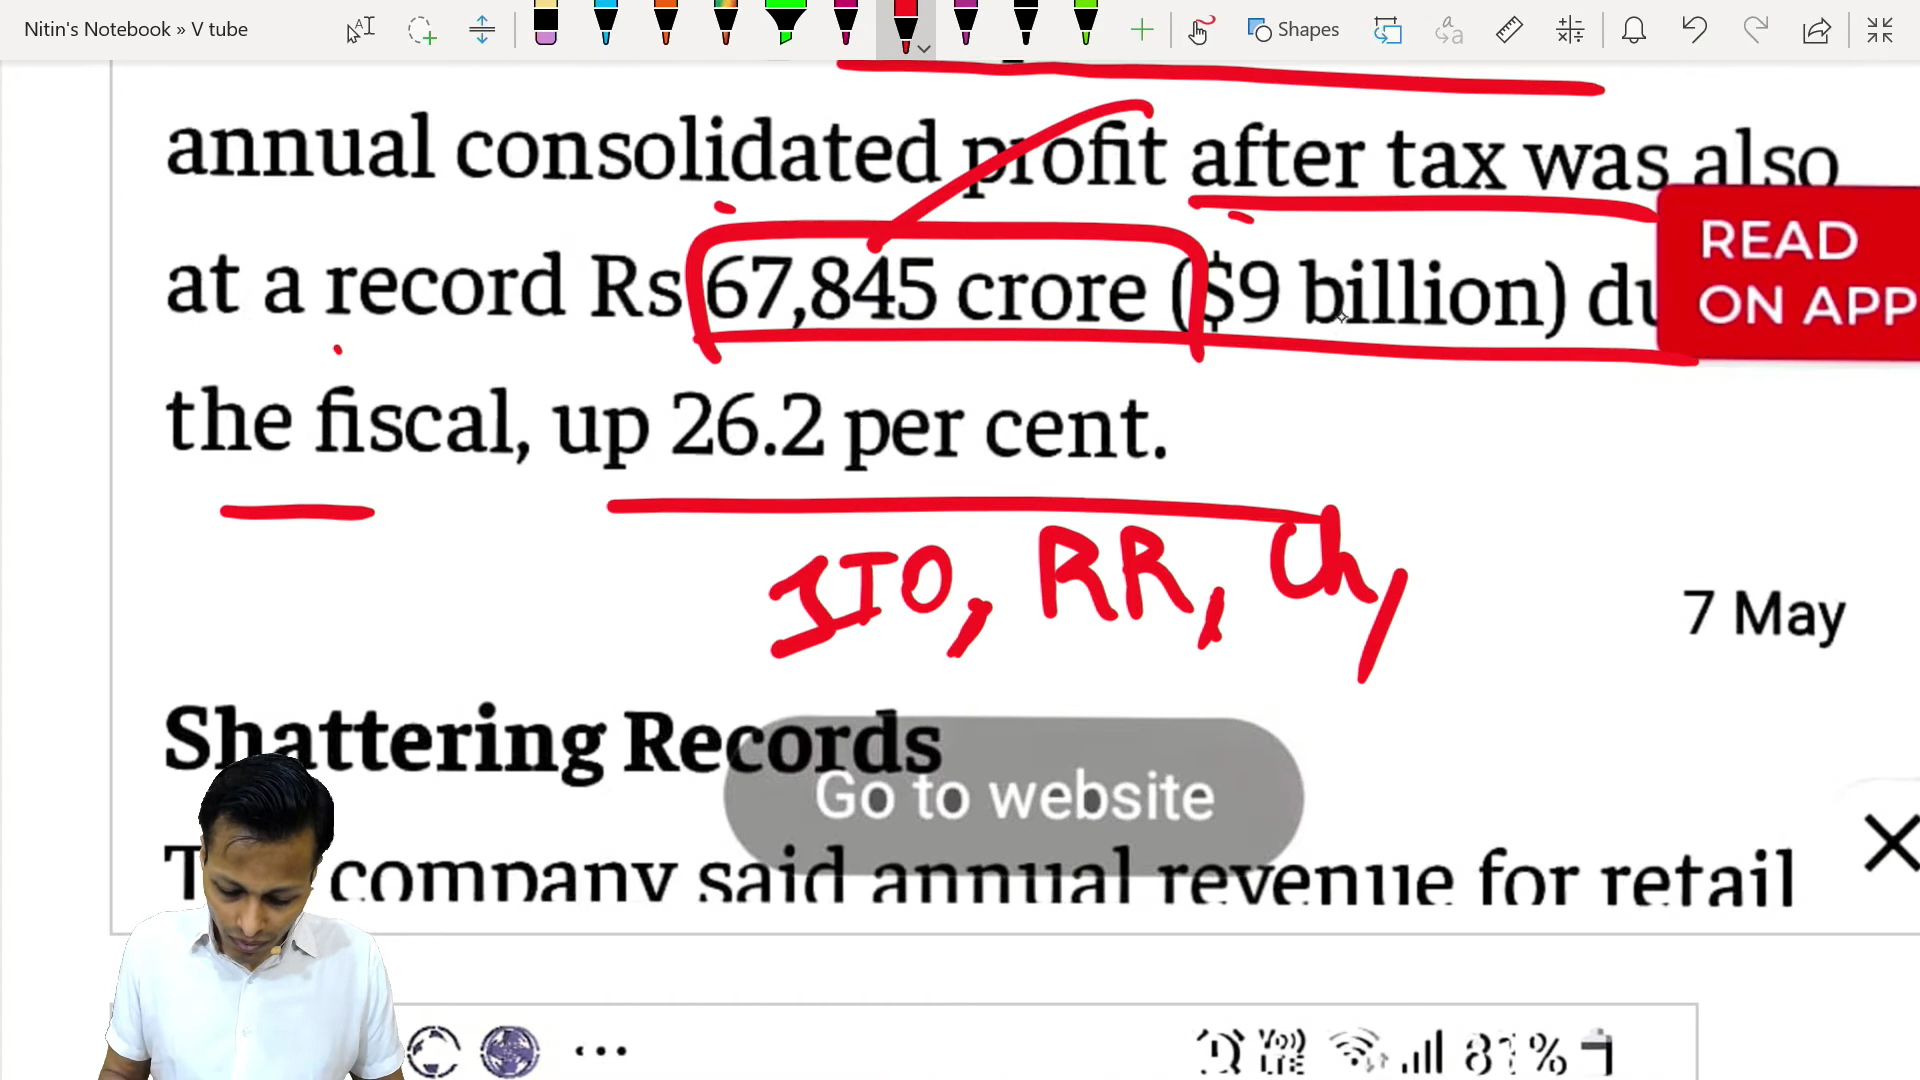 Nitin's Notebook » V tube
Shapes
annual consolidated profit after tax was also
at a record Rs 67,845 crore ($9 billion) du
READ
ON APP
the fiscal, up 26.2 per cent.
RR, Ch,
7 May
Shattering Records
Go to website
company said annual revenue for retail
VoD
LTE
%